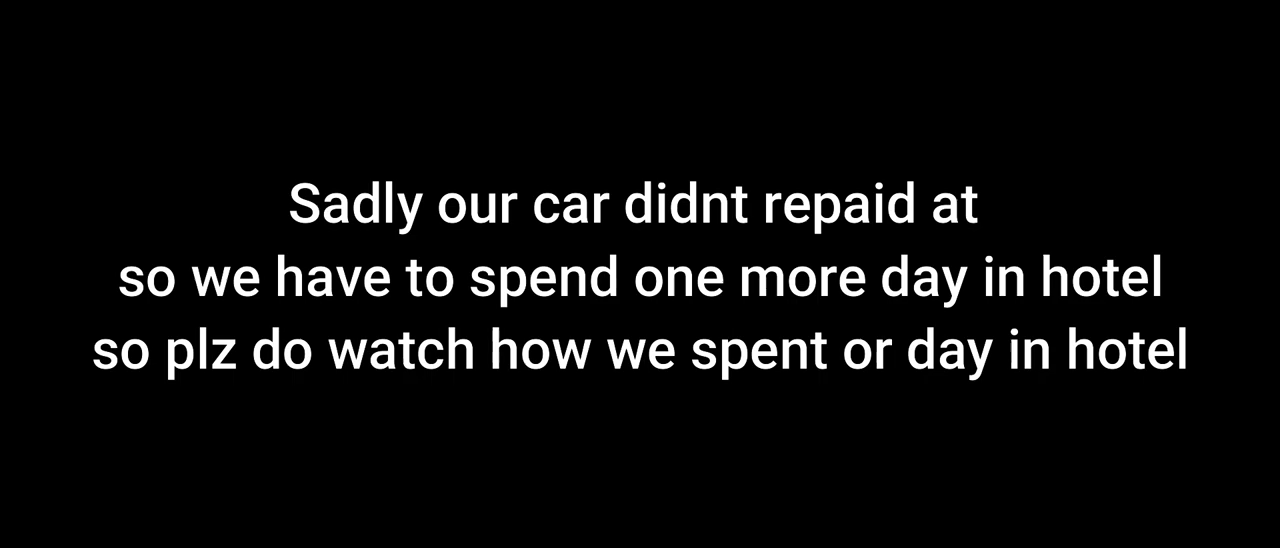 Sadly our car didnt repaid at
so we have to spend one more day in hotel
so plz do watch how we spent or day in hotel